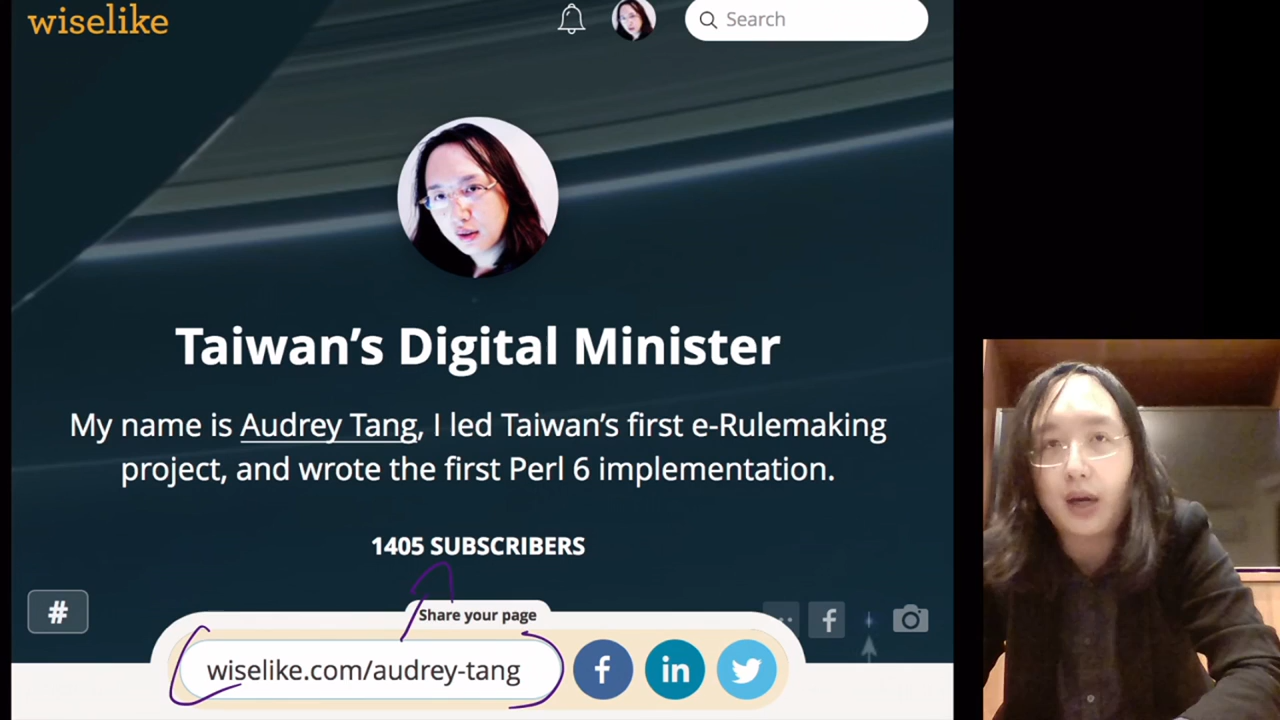 wiselike
Search
Taiwan's Digital Minister
My name is Audrey Tang, I led Taiwan's first e-Rulemaking
project, and wrote the first Perl 6 implementation.
1405 SUBSCRIBERS
#
Share your page
wiselike.com/audrey-tang